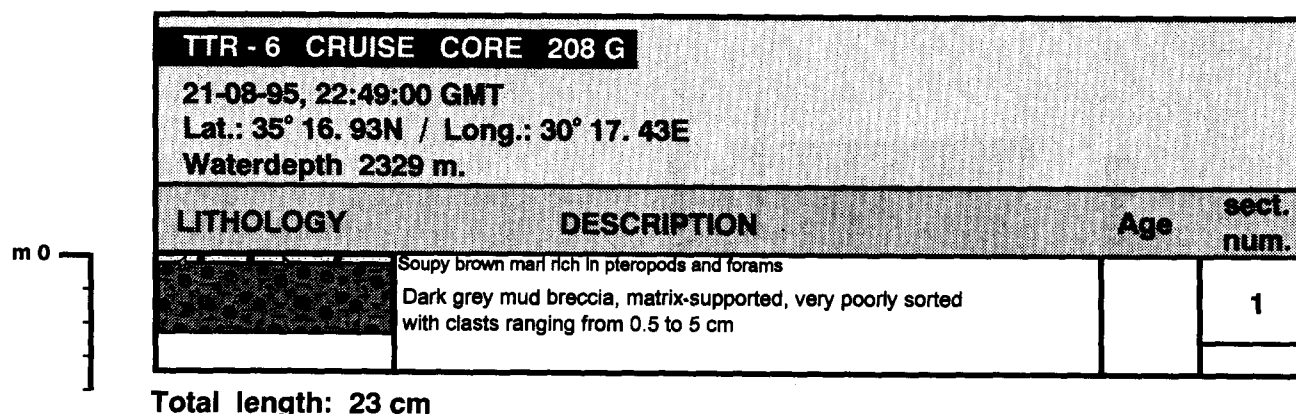 TTR - 6 CRUISE CORE 208 G
21-08-95, 22:49:00 GMT
Lat.: 35° 16. 93N / Long.: 30° 17. 43E
Waterdepth 2329 m.
LITHOLOGY DESCRIPTION Age sect. num.
m 0
Soupy brown marl rich in pteropods and forams
Dark grey mud breccia, matrix-supported, very poorly sorted
with clasts ranging from 0.5 to 5 cm
1
Total length: 23 cm